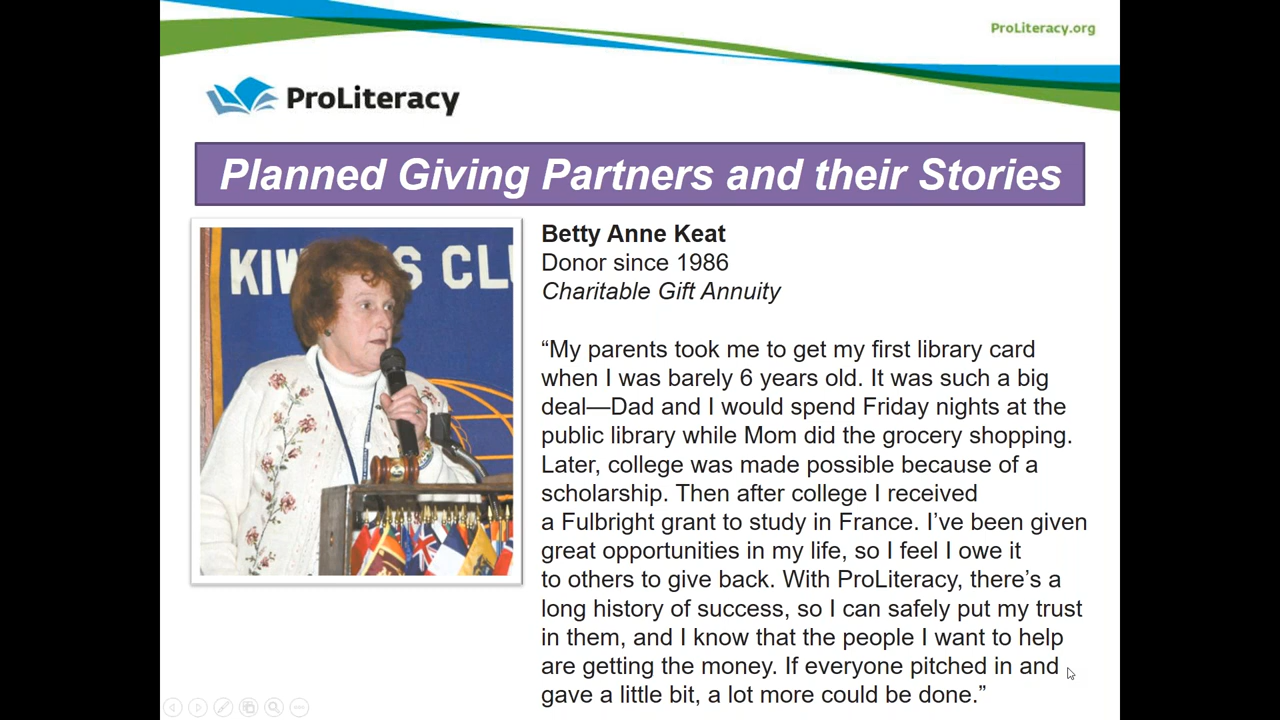 ProLiteracy.org
ProLiteracy
Planned Giving Partners and their Stories
KIW S CLU
Betty Anne Keat
Donor since 1986
Charitable Gift Annuity
“My parents took me to get my first library card
when I was barely 6 years old. It was such a big
deal—Dad and I would spend Friday nights at the
public library while Mom did the grocery shopping.
Later, college was made possible because of a
scholarship. Then after college I received
a Fulbright grant to study in France. I’ve been given
great opportunities in my life, so I feel I owe it
to others to give back. With ProLiteracy, there’s a
long history of success, so I can safely put my trust
in them, and I know that the people I want to help
are getting the money. If everyone pitched in and
gave a little bit, a lot more could be done.”